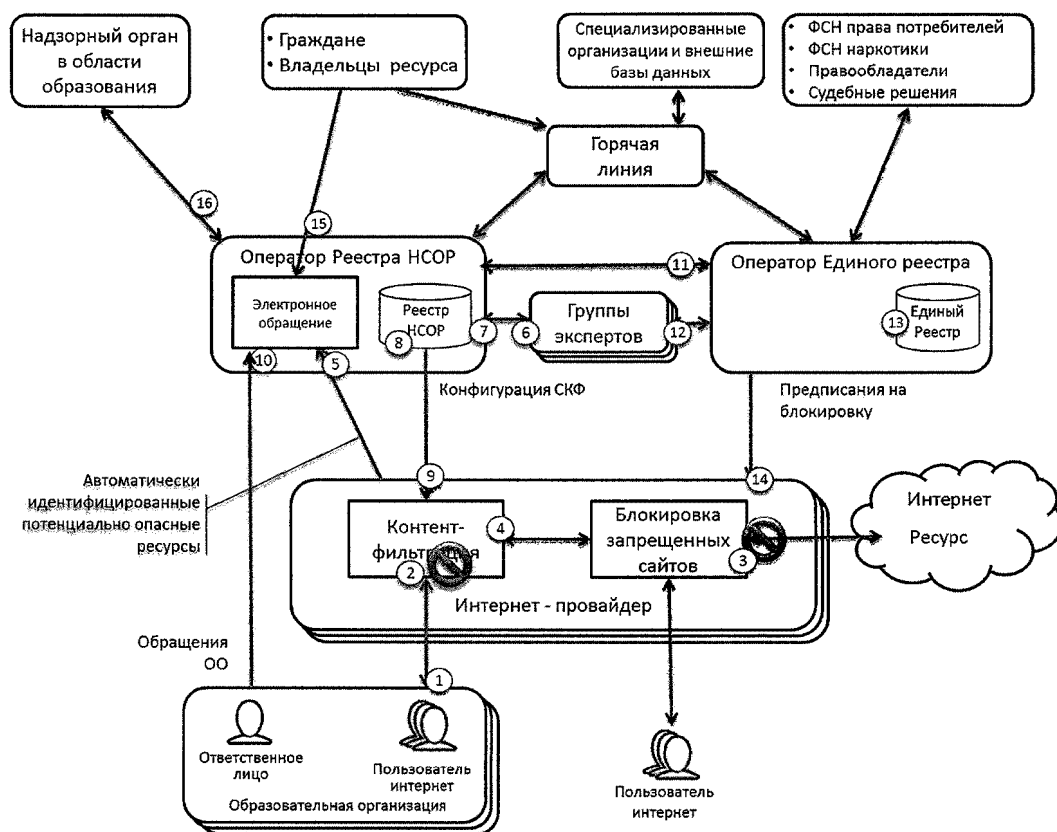 Надзорный орган
в области
образования
• Граждане
• Владельцы ресурса
Специализированные
организации и внешние
базы данных
• ФСН права потребителей
• ФСН наркотики
• Правообладатели
• Судебные решения
Горячая
линия
16
15
Оператор Реестра НСОР
11
Оператор Единого реестра
Электронное
обращение
Реестр
НСОР
8
7
6
Группы
экспертов
12
13
Единый
Реестр
10
5
Конфигурация СКФ
Предписания на
блокировку
Автоматически
идентифицированные
потенциально опасные
ресурсы
9
14
Контент-
фильтрация
2
4
Блокировка
запрещенных
сайтов
3
Интернет
Ресурс
Интернет - провайдер
Обращения
ОО
1
Ответственное
лицо
Пользователь
интернет
Образовательная организация
Пользователь
интернет